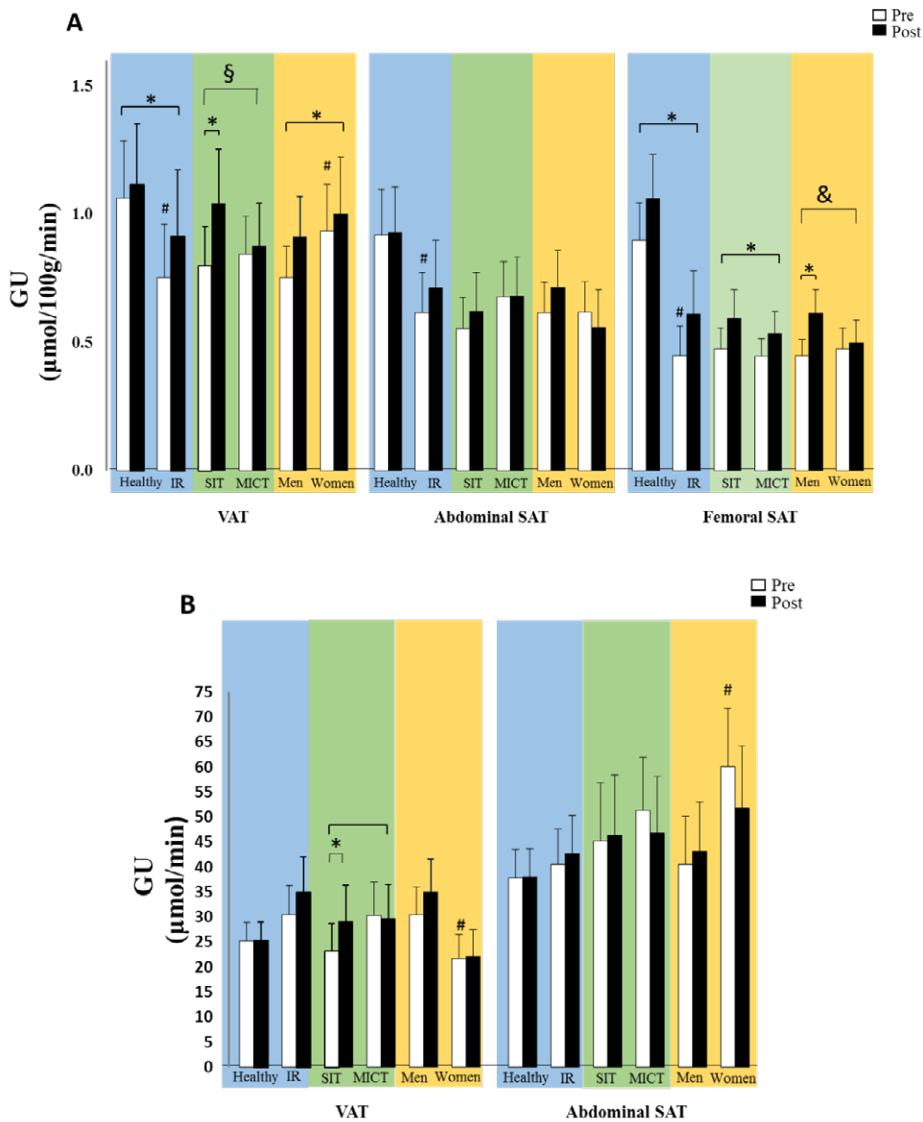 A
Pre
Post
§
&
*
*
*
*
*
*
*
#
#
#
#
1.5
1.0
0.5
0.0
GU
(µmol/100g/min)
Healthy IR SIT MICT Men Women
Healthy IR SIT MICT Men Women
Healthy IR SIT MICT Men Women
VAT Abdominal SAT Femoral SAT
B
Pre
Post
75
70
65
60
55
50
45
40
35
30
25
20
15
10
5
0
GU
(µmol/min)
*
#
#
Healthy IR SIT MICT Men Women
Healthy IR SIT MICT Men Women
VAT Abdominal SAT